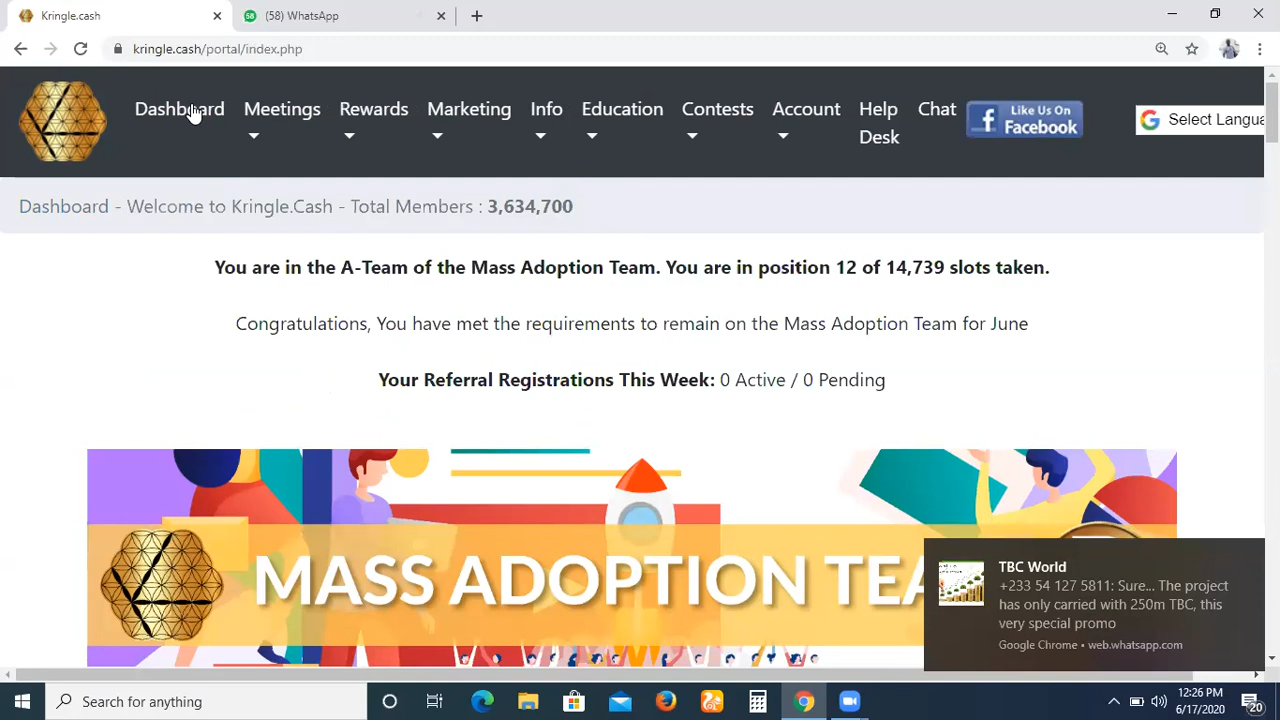 Kringle.cash
(58) WhatsApp
kringle.cash/portal/index.php
Dashboard Meetings Rewards Marketing Info Education Contests Account Help Desk Chat
Like Us On
Facebook
Select Langua
Dashboard - Welcome to Kringle.Cash - Total Members : 3,634,700
You are in the A-Team of the Mass Adoption Team. You are in position 12 of 14,739 slots taken.
Congratulations, You have met the requirements to remain on the Mass Adoption Team for June
Your Referral Registrations This Week: 0 Active / 0 Pending
MASS ADOPTION TEA
TBC World
+233 54 127 5811: Sure... The project
has only carried with 250m TBC, this
very special promo
Google Chrome • web.whatsapp.com
Search for anything
12:26 PM
6/17/2020
20